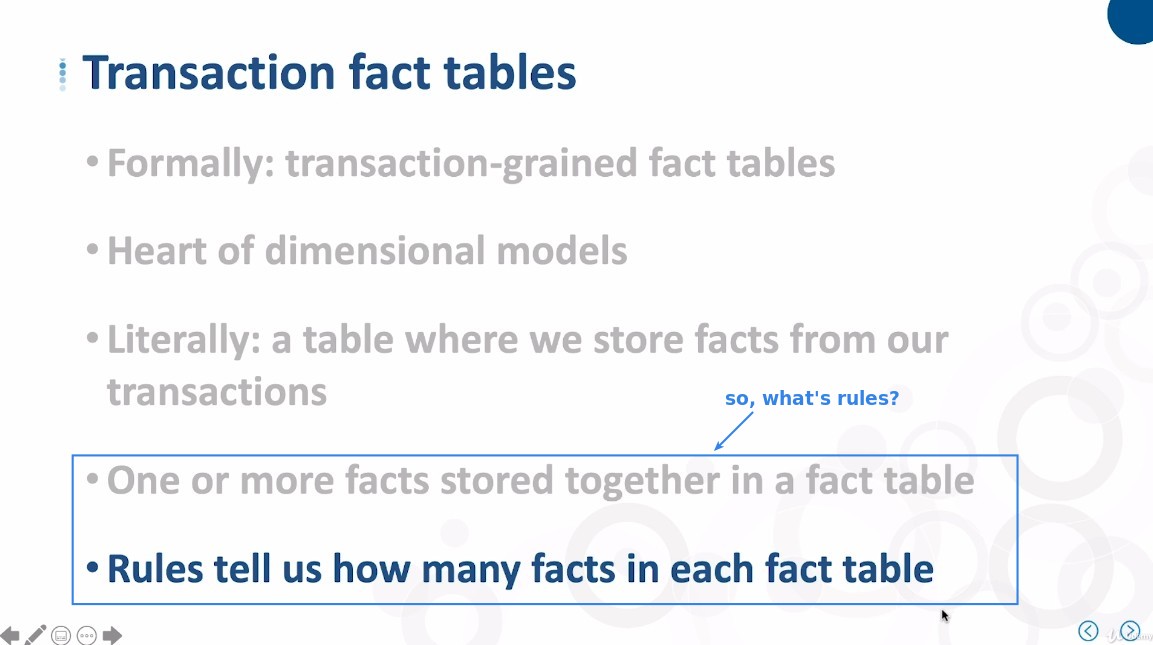 Transaction fact tables
• Formally: transaction-grained fact tables
• Heart of dimensional models
• Literally: a table where we store facts from our
transactions
so, what's rules?
• One or more facts stored together in a fact table
• Rules tell us how many facts in each fact table